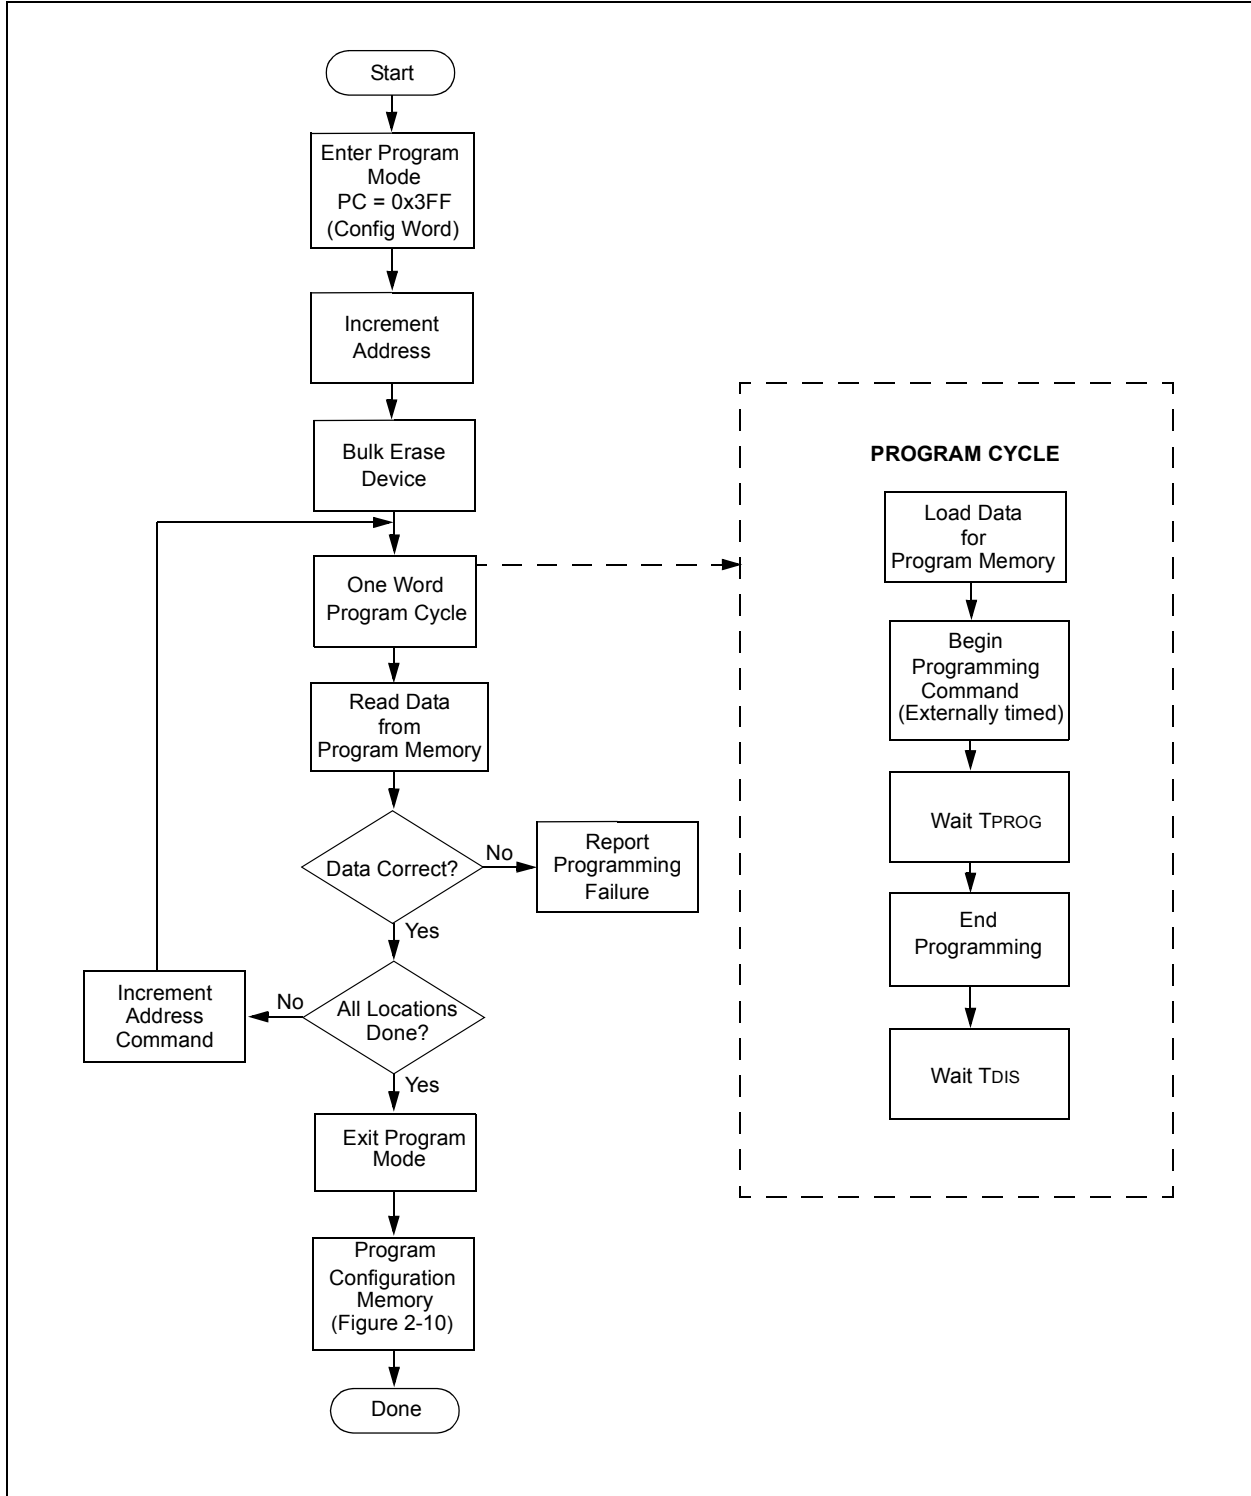 Start
Enter Program
Mode
PC = 0x3FF
(Config Word)
Increment
Address
Bulk Erase
Device
One Word
Program Cycle
Read Data
from
Program Memory
Data Correct?
No
Report
Programming
Failure
Yes
All Locations
Done?
No
Increment
Address
Command
Yes
Exit Program
Mode
Program
Configuration
Memory
(Figure 2-10)
Done
PROGRAM CYCLE
Load Data
for
Program Memory
Begin
Programming
Command
(Externally timed)
Wait TPROG
End
Programming
Wait TDIS